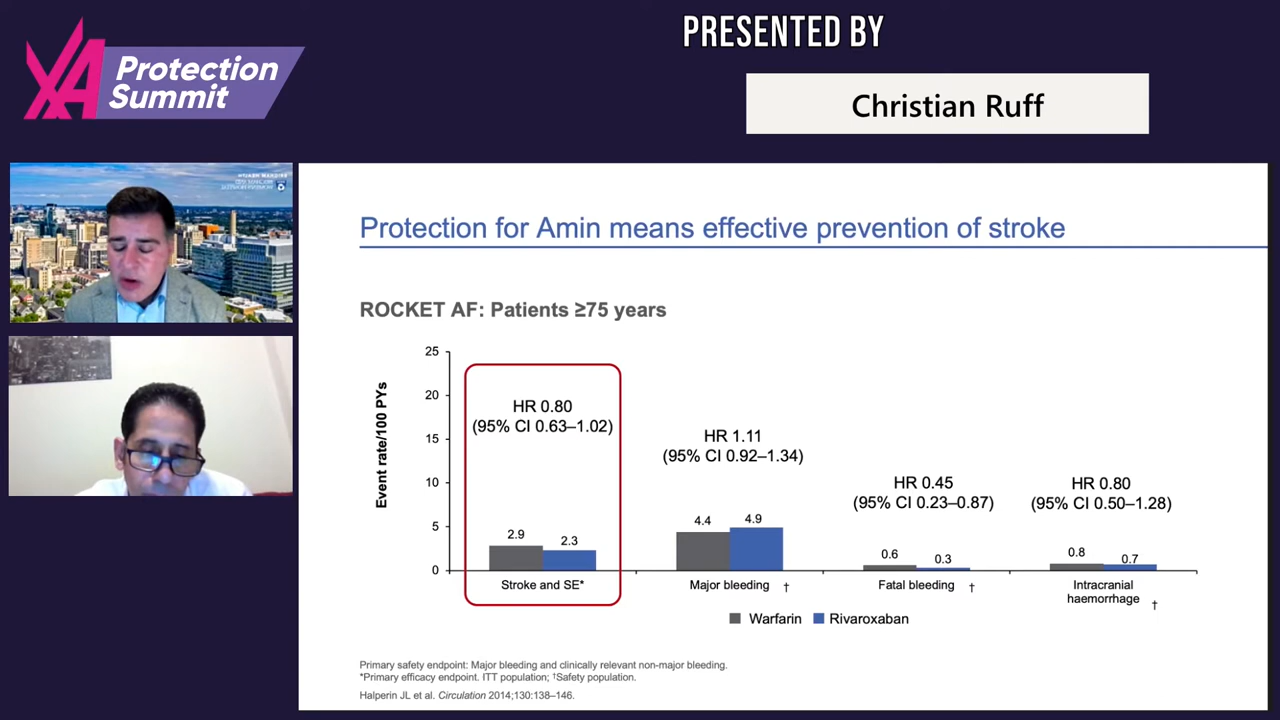 PRESENTED BY
Protection
Summit
Christian Ruff
Protection for Amin means effective prevention of stroke
ROCKET AF: Patients ≥75 years
Event rate/100 PYs
25
20
15
10
5
0
HR 0.80
(95% CI 0.63–1.02)
HR 1.11
(95% CI 0.92–1.34)
HR 0.45
(95% CI 0.23–0.87)
HR 0.80
(95% CI 0.50–1.28)
2.9
2.3
4.4
4.9
0.6
0.3
0.8
0.7
Stroke and SE*
Major bleeding †
Fatal bleeding †
Intracranial
haemorrhage †
Warfarin
Rivaroxaban
Primary safety endpoint: Major bleeding and clinically relevant non-major bleeding.
*Primary efficacy endpoint. ITT population; †Safety population.
Halperin JL et al. Circulation 2014;130:138–146.